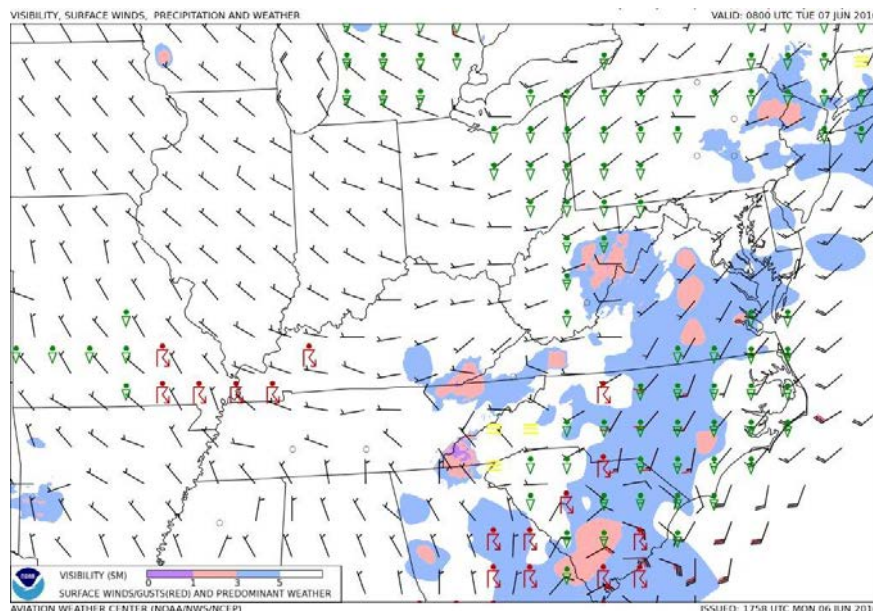 VISIBILITY, SURFACE WINDS, PRECIPITATION AND WEATHER
VALID: 0800 UTC TUE 07 JUN 2016
VISIBILITY (SM)
0 1 3 5
SURFACE WINDS/GUSTS(RED) AND PREDOMINANT WEATHER
AVIATION WEATHER CENTER (NOAA/NWS/NCEP)
ISSUED: 1758 UTC MON 06 JUN 201